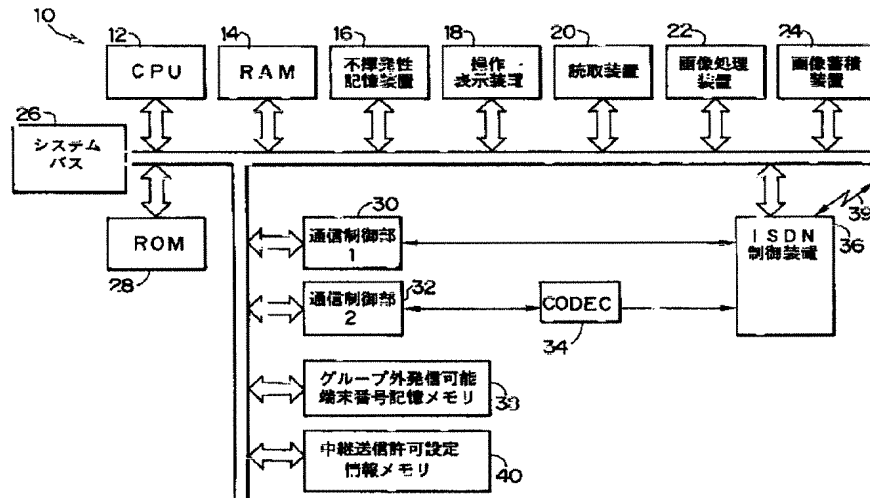 10
12
14
16
18
20
22
24
CPU
RAM
不揮発性
記憶装置
操作
表示装置
読取装置
画像処理
装置
画像蓄積
装置
26
システム
バス
ROM
28
30
通信制御部
1
32
通信制御部
2
CODEC
34
39
ISDN
制御装置
36
グループ外発信可能
端末番号記憶メモリ
38
中継送信許可設定
情報メモリ
40